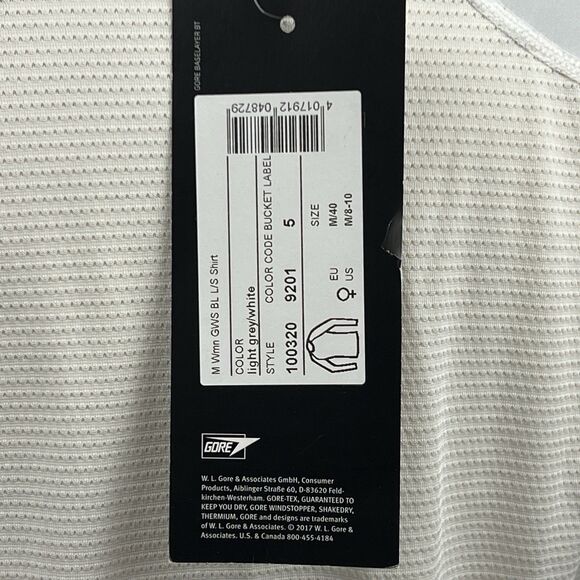 GORE BASELAYER BT
4 017912 048729
M Wmn GWS BL L/S Shirt
COLOR
light grey/white
STYLE COLOR CODE BUCKET LABEL
100320 9201 5
SIZE
EU M/40
US M/8-10
GORE
W. L. Gore & Associates GmbH, Consumer
Products, Aiblinger Straße 60, D-83620 Feld-
kirchen-Westerham. GORE-TEX, GUARANTEED TO
KEEP YOU DRY, GORE WINDSTOPPER, SHAKEDRY,
THERMIUM, GORE and designs are trademarks
of W. L. Gore & Associates. © 2017 W. L. Gore &
Associates. U.S. & Canada 800-455-4184